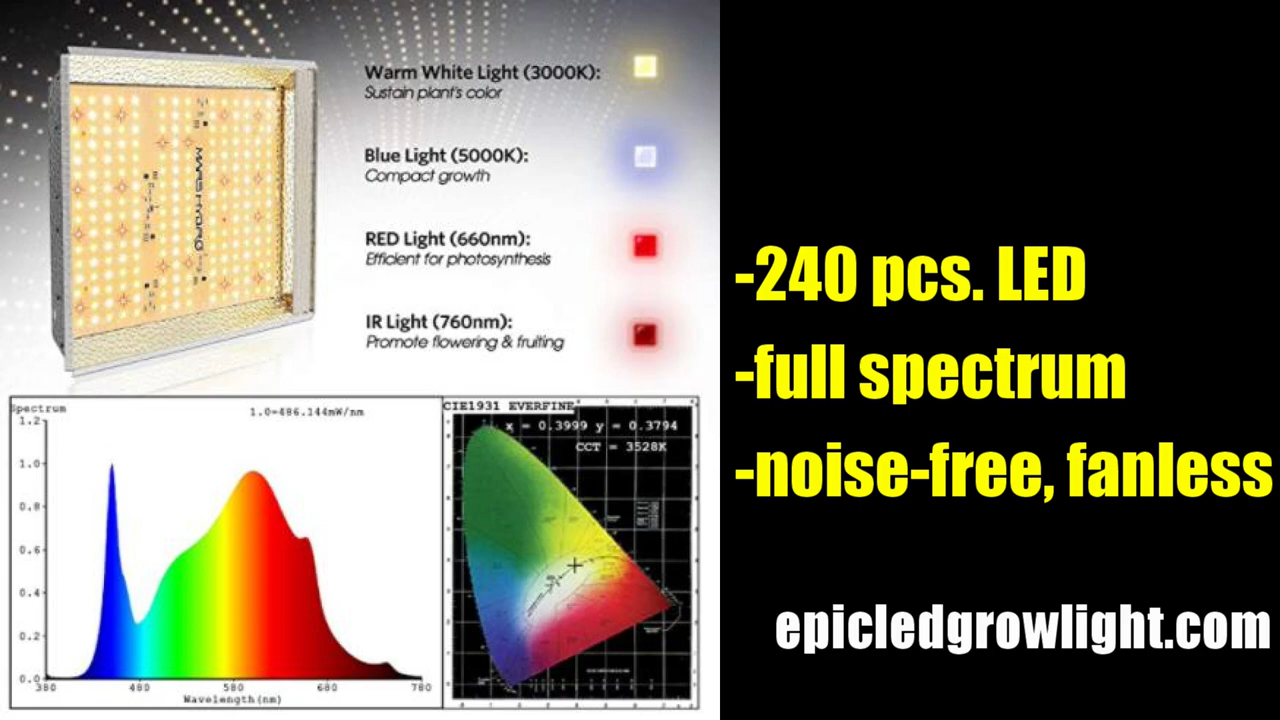 Warm White Light (3000K):
Sustain plant's color
Blue Light (5000K):
Compact growth
RED Light (660nm):
Efficient for photosynthesis
IR Light (760nm):
Promote flowering & fruiting
MARS HYDRO
Spectrum
1.0=486.144mW/nm
1.2
1.0
0.8
0.6
0.4
0.2
0.0
380 480 580 680 780
Wavelength(nm)
CIE1931 EVERFINE
x = 0.3999 y = 0.3794
CCT = 3528K
-240 pcs. LED
-full spectrum
-noise-free, fanless
epicledgrowlight.com